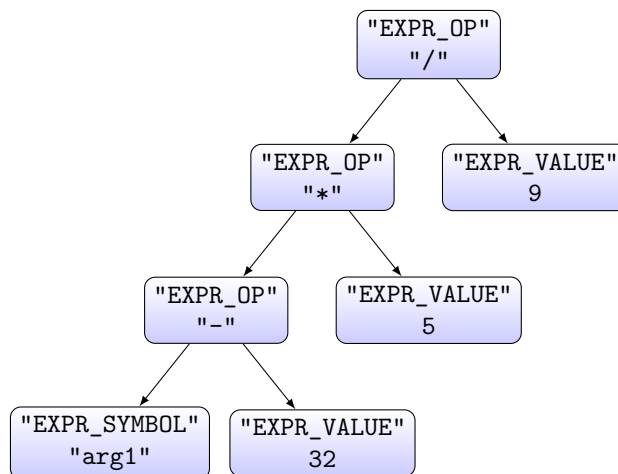 "EXPR_OP"
"/"
"EXPR_OP"
"*"
"EXPR_VALUE"
9
"EXPR_OP"
"-"
"EXPR_VALUE"
5
"EXPR_SYMBOL"
"arg1"
"EXPR_VALUE"
32